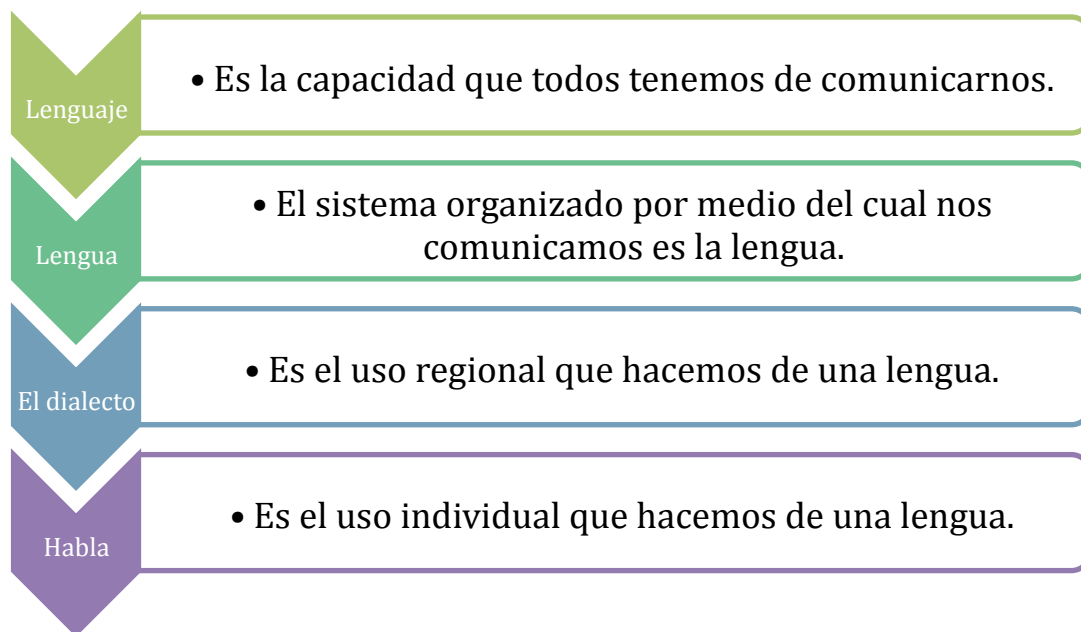 Lenguaje
• Es la capacidad que todos tenemos de comunicarnos.
Lengua
• El sistema organizado por medio del cual nos
comunicamos es la lengua.
El dialecto
• Es el uso regional que hacemos de una lengua.
Habla
• Es el uso individual que hacemos de una lengua.